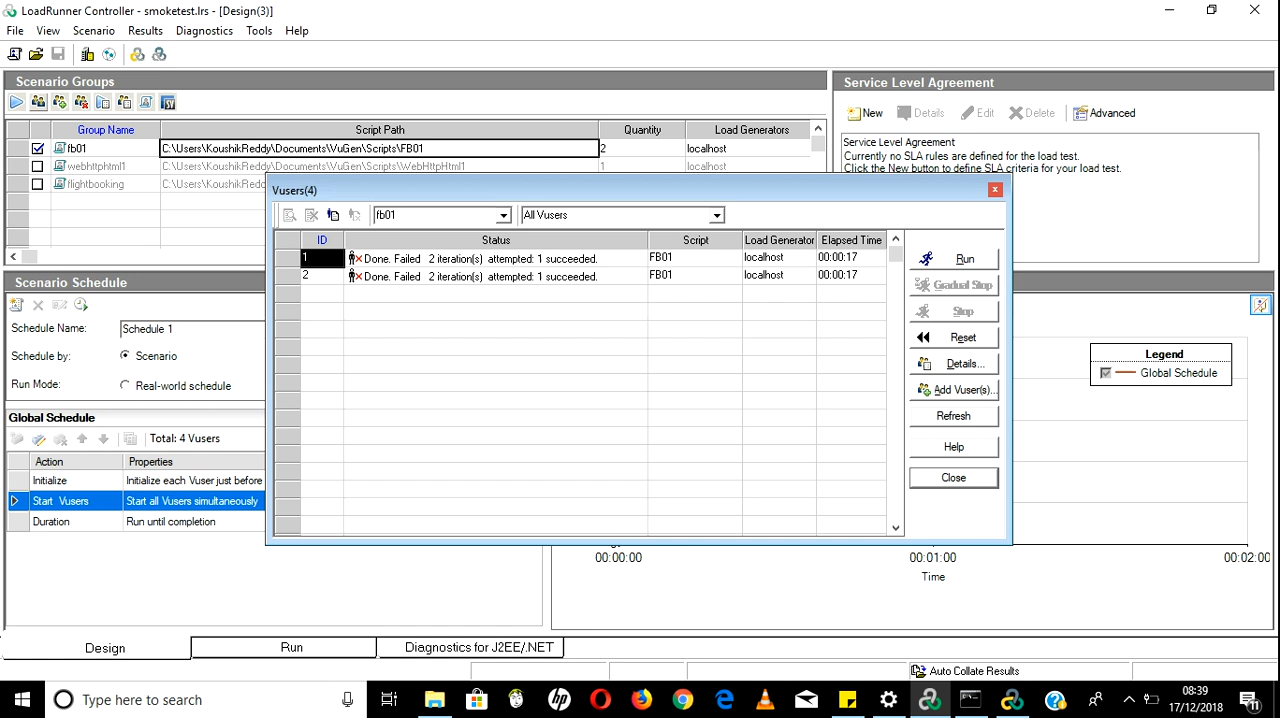 LoadRunner Controller - smoketest.lrs - [Design(3)]
File View Scenario Results Diagnostics Tools Help
Scenario Groups
Group Name Script Path Quantity Load Generators
fb01 C:\Users\KoushikReddy\Documents\VuGen\Scripts\FB01 2 localhost
webhttphtml1 C:\Users\KoushikReddy\Documents\VuGen\Scripts\WebHttpHtml1 1 localhost
flightbooking C:\Users\KoushikReddy
Service Level Agreement
New Details Edit Delete Advanced
Service Level Agreement
Currently no SLA rules are defined for the load test.
Click the New button to define SLA criteria for your load test.
Vusers(4)
fb01 All Vusers
ID Status Script Load Generator Elapsed Time
1 Done. Failed 2 iteration(s) attempted: 1 succeeded. FB01 localhost 00:00:17
2 Done. Failed 2 iteration(s) attempted: 1 succeeded. FB01 localhost 00:00:17
Run
Gradual Stop
Stop
Reset
Details...
Add Vuser(s)...
Refresh
Help
Close
Scenario Schedule
Schedule Name: Schedule 1
Schedule by: Scenario
Run Mode: Real-world schedule
Global Schedule
Total: 4 Vusers
Action Properties
Initialize Initialize each Vuser just before
Start Vusers Start all Vusers simultaneously
Duration Run until completion
Legend
Global Schedule
00:00:00 00:01:00 00:02:00
Time
Design Run Diagnostics for J2EE/.NET
Auto Collate Results
Type here to search
08:39
17/12/2018
11